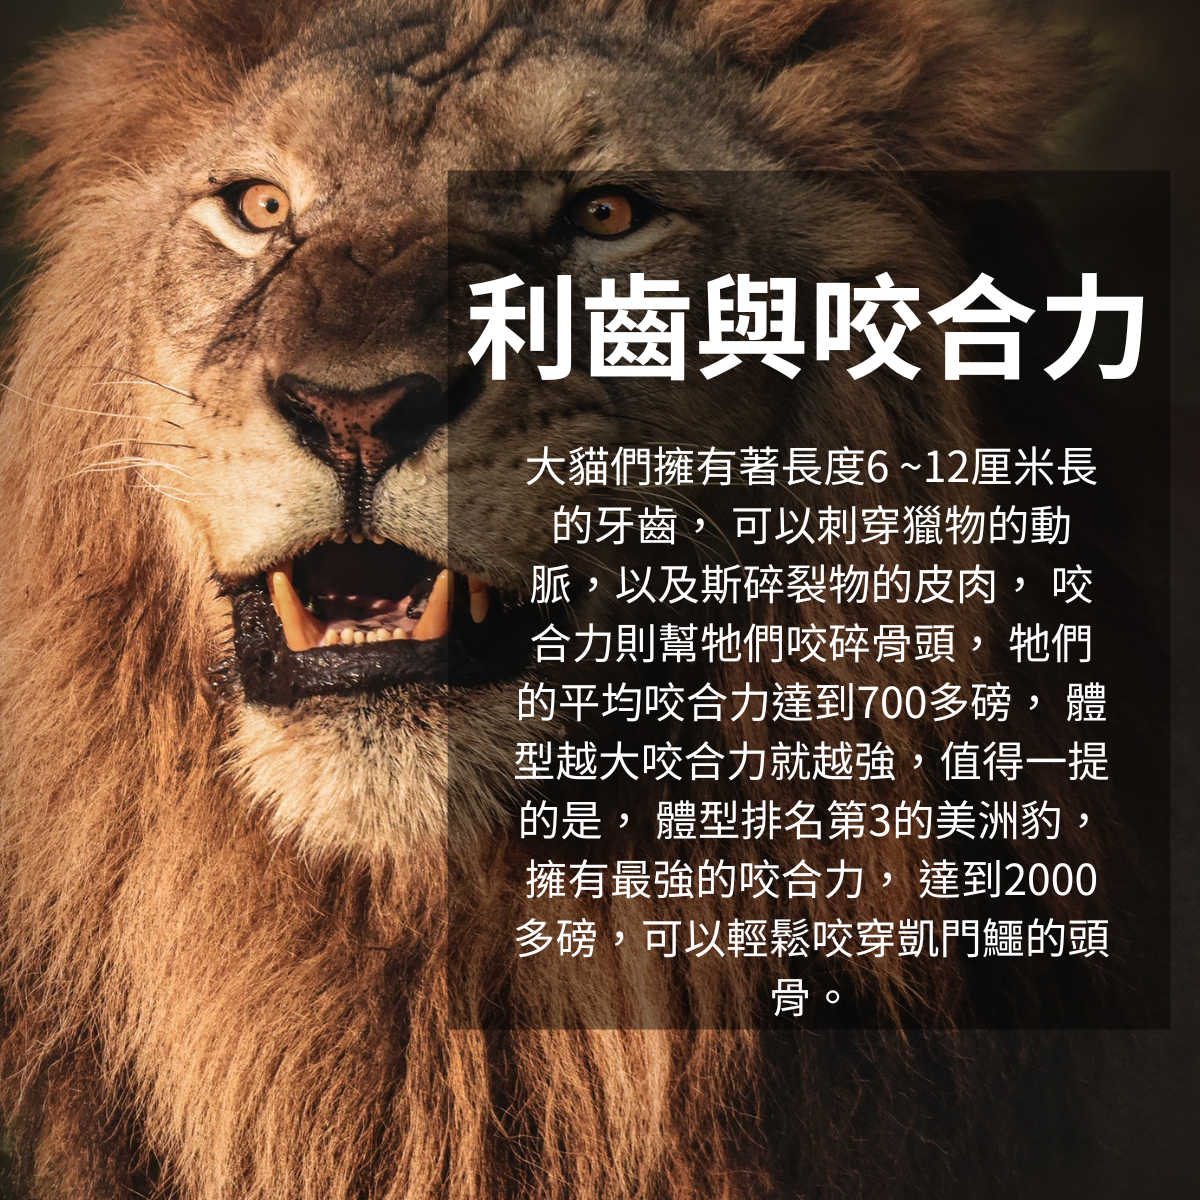 利齒與咬合力
大貓們擁有著長度6 ~12厘米長
的牙齒， 可以刺穿獵物的動
脈，以及斯碎裂物的皮肉， 咬
合力則幫牠們咬碎骨頭， 牠們
的平均咬合力達到700多磅， 體
型越大咬合力就越強，值得一提
的是， 體型排名第3的美洲豹，
擁有最強的咬合力， 達到2000
多磅，可以輕鬆咬穿凱門鱷的頭
骨。